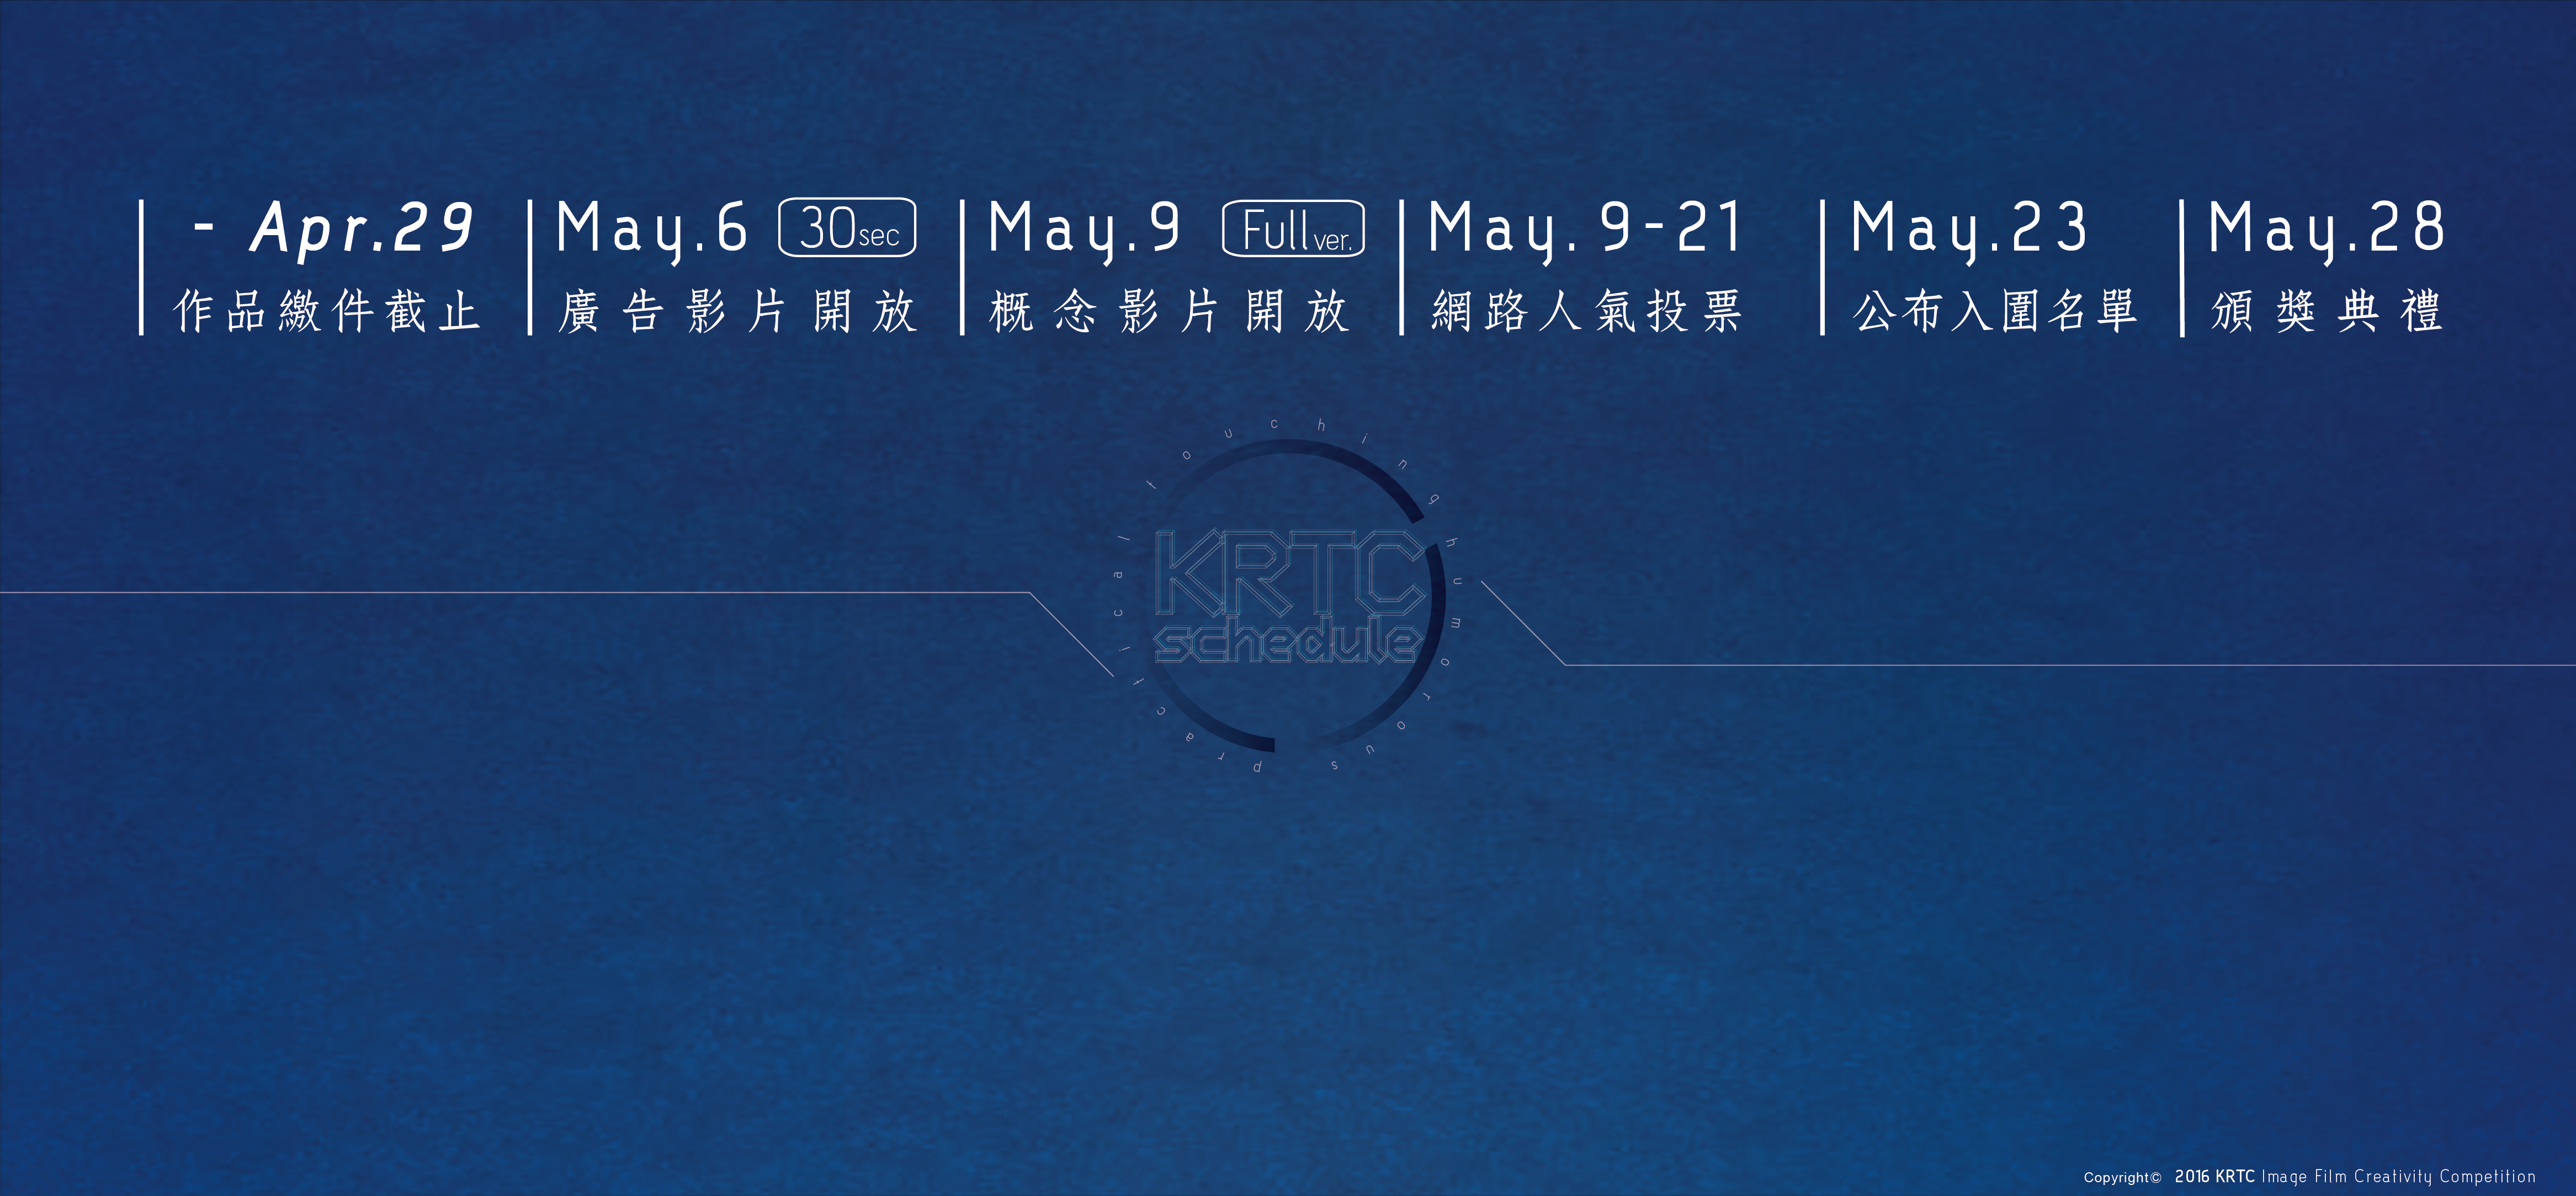 - Apr.29
作品繳件截止
May.6 30sec
廣告影片開放
May.9 Full ver.
概念影片開放
May. 9-21
網路人氣投票
May.23
公布入圍名單
May.28
頒獎典禮
touching
humorous
practical
KRTC
schedule
Copyright© 2016 KRTC Image Film Creativity Competition